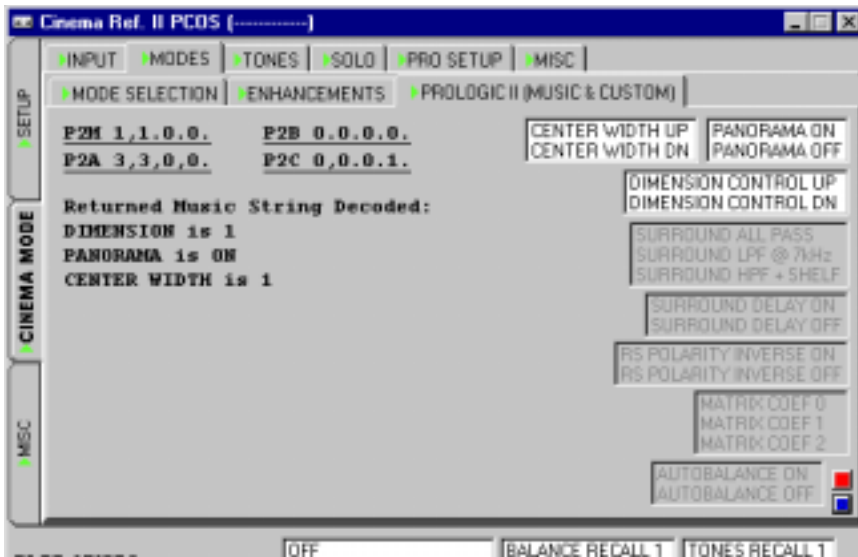 Cinema Ref. II PCOS (-------------)
INPUT MODES TONES SOLO PRO SETUP MISC
MODE SELECTION ENHANCEMENTS PROLOGIC II (MUSIC & CUSTOM)
SETUP
CINEMA MODE
MISC
P2M 1,1.0.0. P2B 0.0.0.0.
P2A 3,3,0,0. P2C 0,0.0.1.
Returned Music String Decoded:
DIMENSION is 1
PANORAMA is ON
CENTER WIDTH is 1
CENTER WIDTH UP
CENTER WIDTH DN
PANORAMA ON
PANORAMA OFF
DIMENSION CONTROL UP
DIMENSION CONTROL DN
SURROUND ALL PASS
SURROUND LPF @ 7kHz
SURROUND HPF + SHELF
SURROUND DELAY ON
SURROUND DELAY OFF
RS POLARITY INVERSE ON
RS POLARITY INVERSE OFF
MATRIX COEF 0
MATRIX COEF 1
MATRIX COEF 2
AUTOBALANCE ON
AUTOBALANCE OFF
OFF BALANCE RECALL 1 TONES RECALL 1